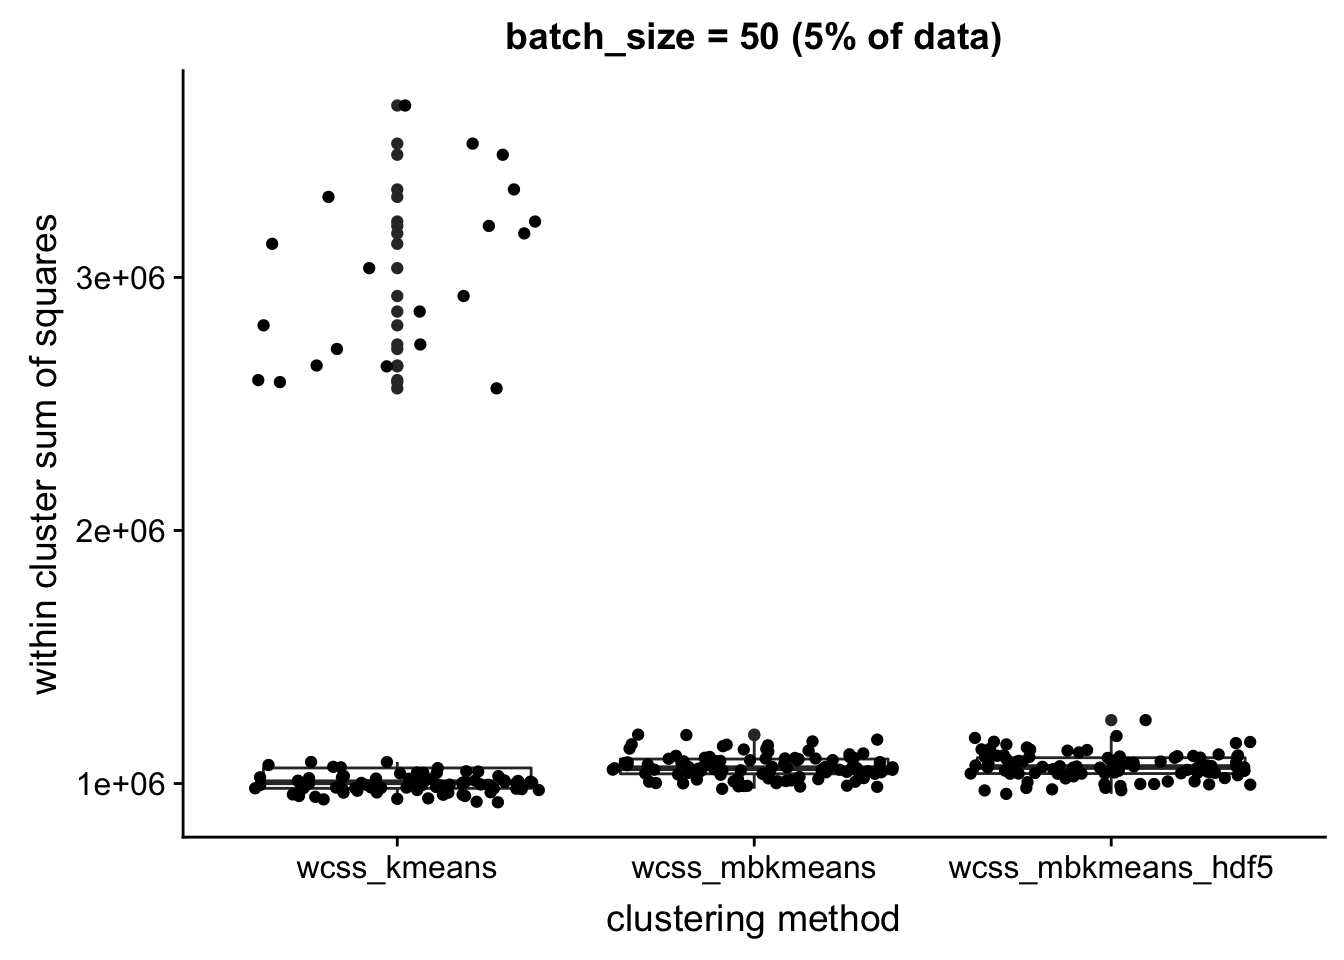 batch_size = 50 (5% of data)
within cluster sum of squares
3e+06
2e+06
1e+06
wcss_kmeans
wcss_mbkmeans
wcss_mbkmeans_hdf5
clustering method